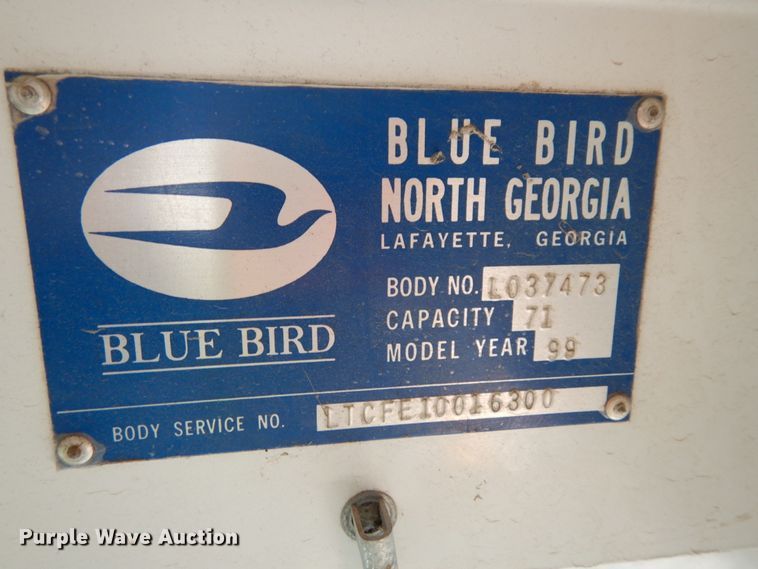 BLUE BIRD
NORTH GEORGIA
LAFAYETTE, GEORGIA
BODY NO. L037473
CAPACITY 71
MODEL YEAR 99
BLUE BIRD
BODY SERVICE NO. LTCFE10016300
Purple Wave Auction